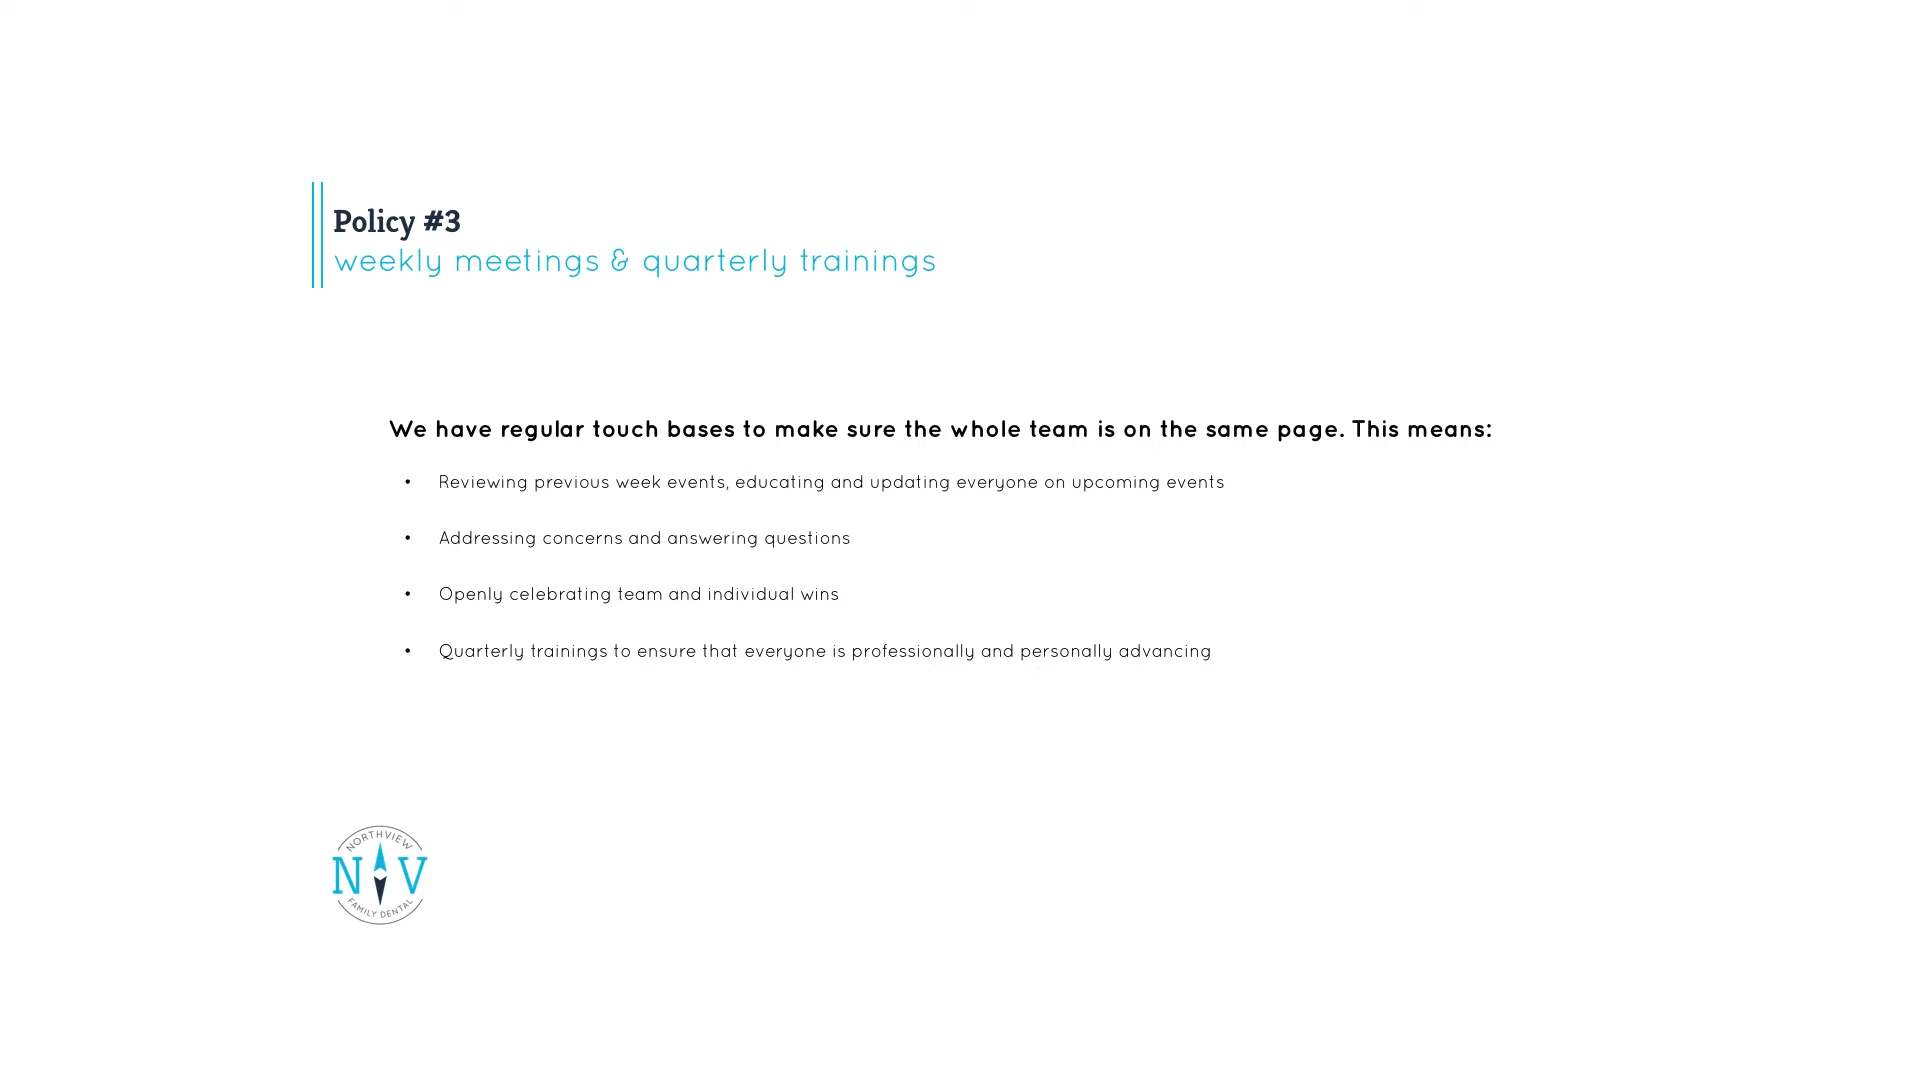 Policy #3
weekly meetings & quarterly trainings
We have regular touch bases to make sure the whole team is on the same page. This means:
• Reviewing previous week events, educating and updating everyone on upcoming events
• Addressing concerns and answering questions
• Openly celebrating team and individual wins
• Quarterly trainings to ensure that everyone is professionally and personally advancing
NORTHVIEW
N V
FAMILY DENTAL